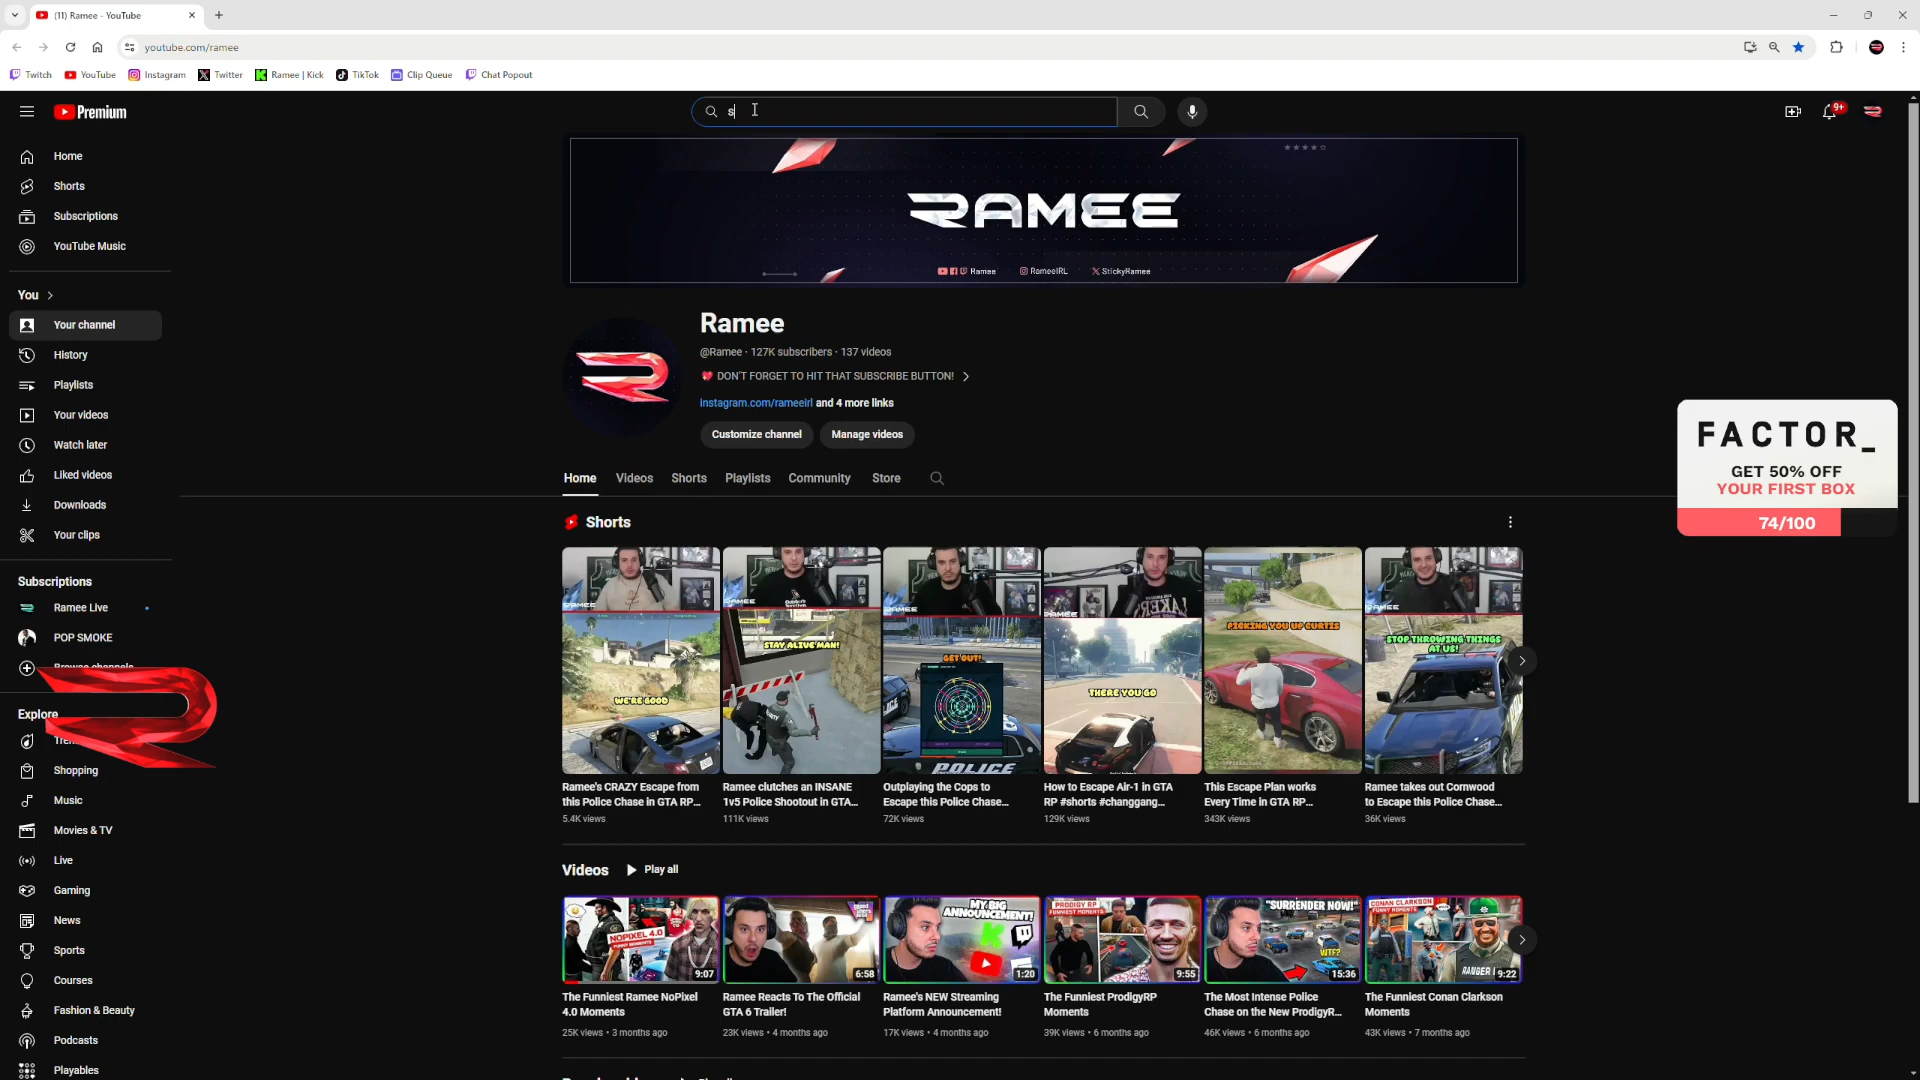 (11) Ramee - YouTube
youtube.com/ramee
Twitch YouTube Instagram Twitter Ramee | Kick TikTok Clip Queue Chat Popout
Premium
s
9+
Home
Shorts
Subscriptions
YouTube Music
You
Your channel
History
Playlists
Your videos
Watch later
Liked videos
Downloads
Your clips
Subscriptions
Ramee Live
POP SMOKE
Browse channels
Explore
Shopping
Music
Movies & TV
Live
Gaming
News
Sports
Courses
Fashion & Beauty
Podcasts
Playables
RAMEE
Ramee RameeIRL StickyRamee
Ramee
@Ramee · 127K subscribers · 137 videos
DON'T FORGET TO HIT THAT SUBSCRIBE BUTTON!
instagram.com/rameeirl and 4 more links
Customize channel Manage videos
Home Videos Shorts Playlists Community Store
FACTOR_
GET 50% OFF
YOUR FIRST BOX
74/100
Shorts
WE'RE GOOD
STAY ALIVE MAN!
GET OUT!
POLICE
LAKERS
THERE YOU GO
PICKING YOU UP CURTIS
STOP THROWING THINGS
AT US!
Ramee's CRAZY Escape from
this Police Chase in GTA RP...
5.4K views
Ramee clutches an INSANE
1v5 Police Shootout in GTA...
111K views
Outplaying the Cops to
Escape this Police Chase...
72K views
How to Escape Air-1 in GTA
RP #shorts #changgang...
129K views
This Escape Plan works
Every Time in GTA RP...
343K views
Ramee takes out Cornwood
to Escape this Police Chase...
36K views
Videos Play all
NOPIXEL 4.0
FUNNY MOMENTS
9:07
6:58
MY BIG
ANNOUNCEMENT!
1:20
PRODIGY RP
FUNNIEST MOMENTS
9:55
"SURRENDER NOW!"
WTF?
15:36
CONAN CLARKSON
FUNNY MOMENTS
RANGER
9:22
The Funniest Ramee NoPixel
4.0 Moments
25K views • 3 months ago
Ramee Reacts To The Official
GTA 6 Trailer!
23K views • 4 months ago
Ramee's NEW Streaming
Platform Announcement!
17K views • 4 months ago
The Funniest ProdigyRP
Moments
39K views • 6 months ago
The Most Intense Police
Chase on the New ProdigyR...
46K views • 6 months ago
The Funniest Conan Clarkson
Moments
43K views • 7 months ago